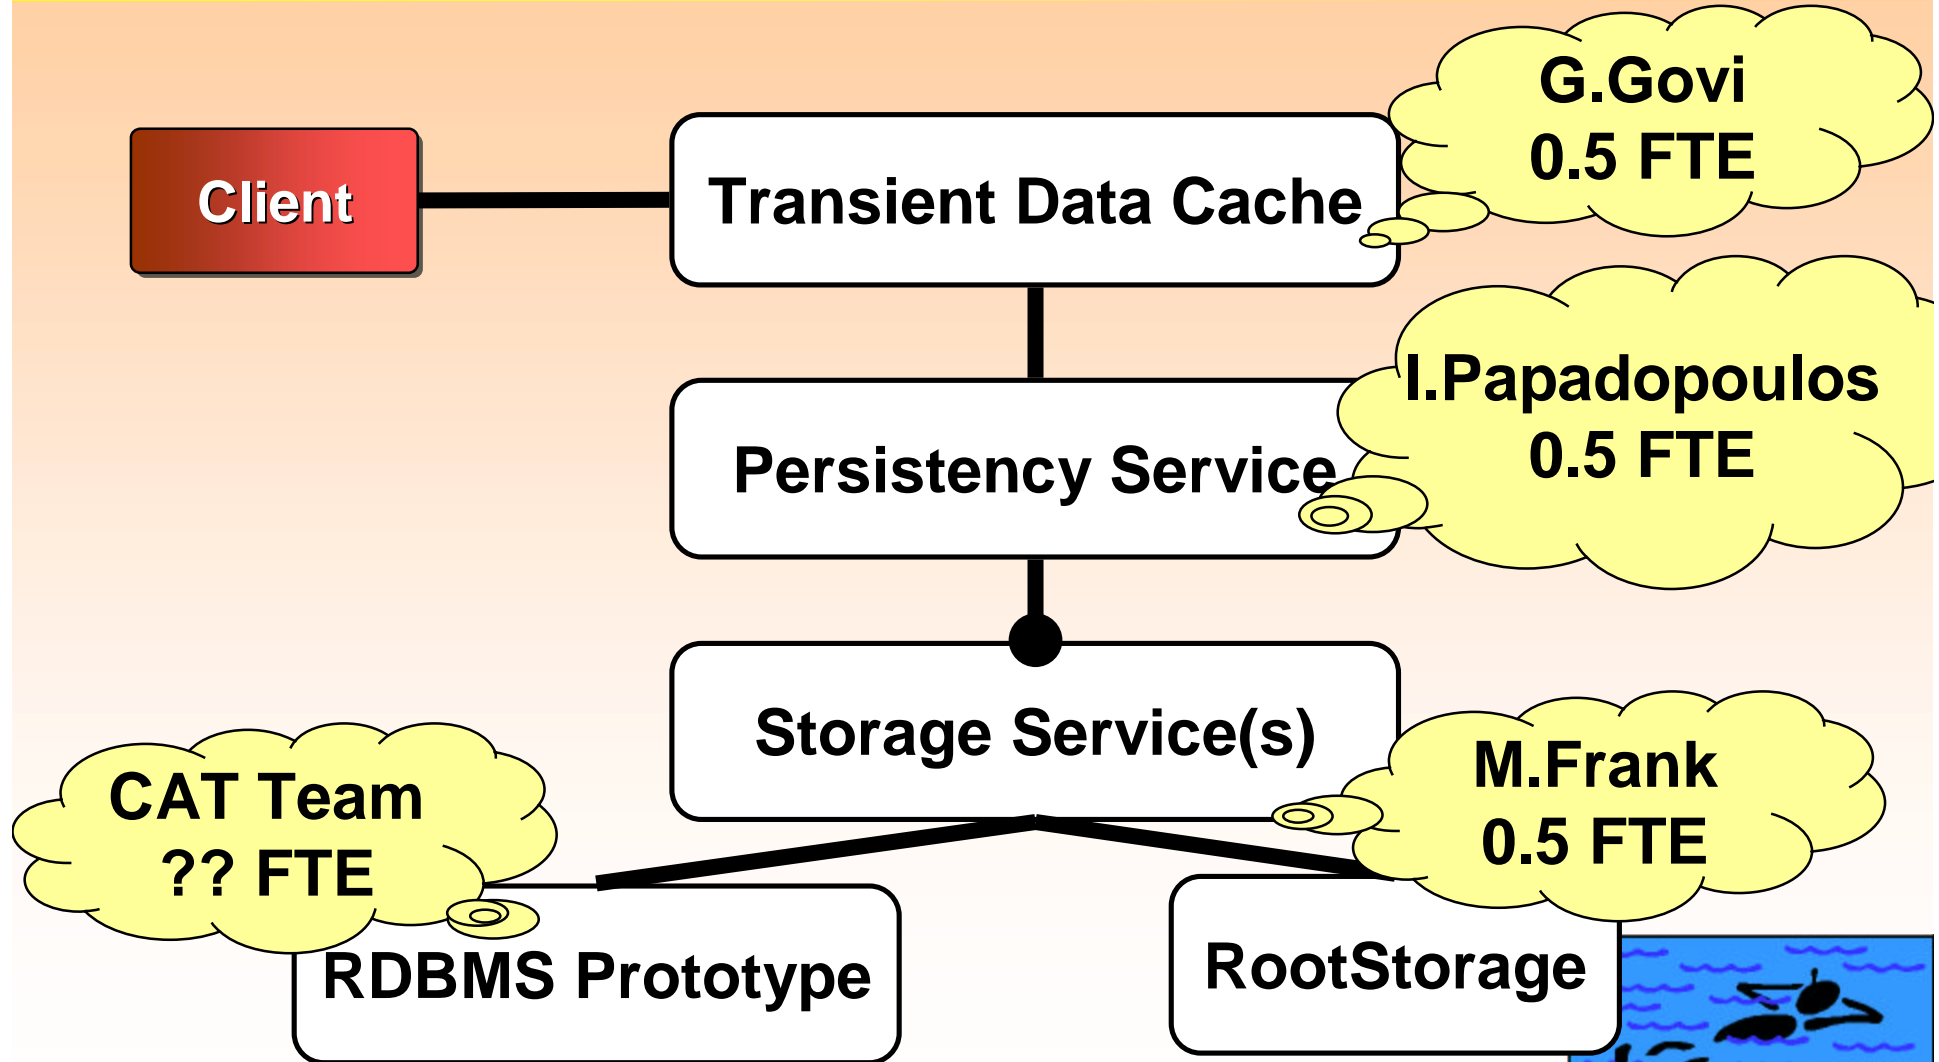 G.Govi
0.5 FTE
Client
Transient Data Cache
I.Papadopoulos
0.5 FTE
Persistency Service
Storage Service(s)
M.Frank
0.5 FTE
CAT Team
?? FTE
RDBMS Prototype
RootStorage